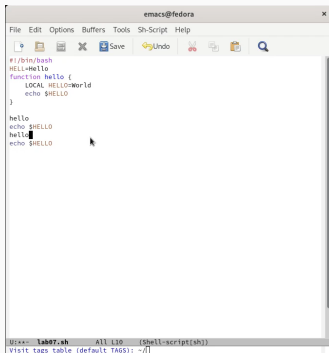 emacs@fedora
File Edit Options Buffers Tools Sh-Script Help
Save Undo
#!/bin/bash
HELL=Hello
function hello {
    LOCAL HELLO=World
    echo $HELLO
}

hello
echo $HELLO
hello
echo $HELLO
U:**- lab07.sh All L10 (Shell-script[sh])
Visit tags table (default TAGS): ~/